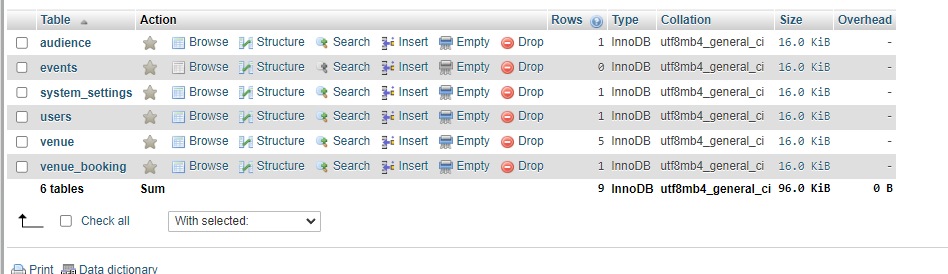 Table Action Rows Type Collation Size Overhead
audience Browse Structure Search Insert Empty Drop 1 InnoDB utf8mb4_general_ci 16.0 KiB -
events Browse Structure Search Insert Empty Drop 0 InnoDB utf8mb4_general_ci 16.0 KiB -
system_settings Browse Structure Search Insert Empty Drop 1 InnoDB utf8mb4_general_ci 16.0 KiB -
users Browse Structure Search Insert Empty Drop 1 InnoDB utf8mb4_general_ci 16.0 KiB -
venue Browse Structure Search Insert Empty Drop 5 InnoDB utf8mb4_general_ci 16.0 KiB -
venue_booking Browse Structure Search Insert Empty Drop 1 InnoDB utf8mb4_general_ci 16.0 KiB -
6 tables Sum 9 InnoDB utf8mb4_general_ci 96.0 KiB 0 B
Check all With selected:
Print Data dictionary